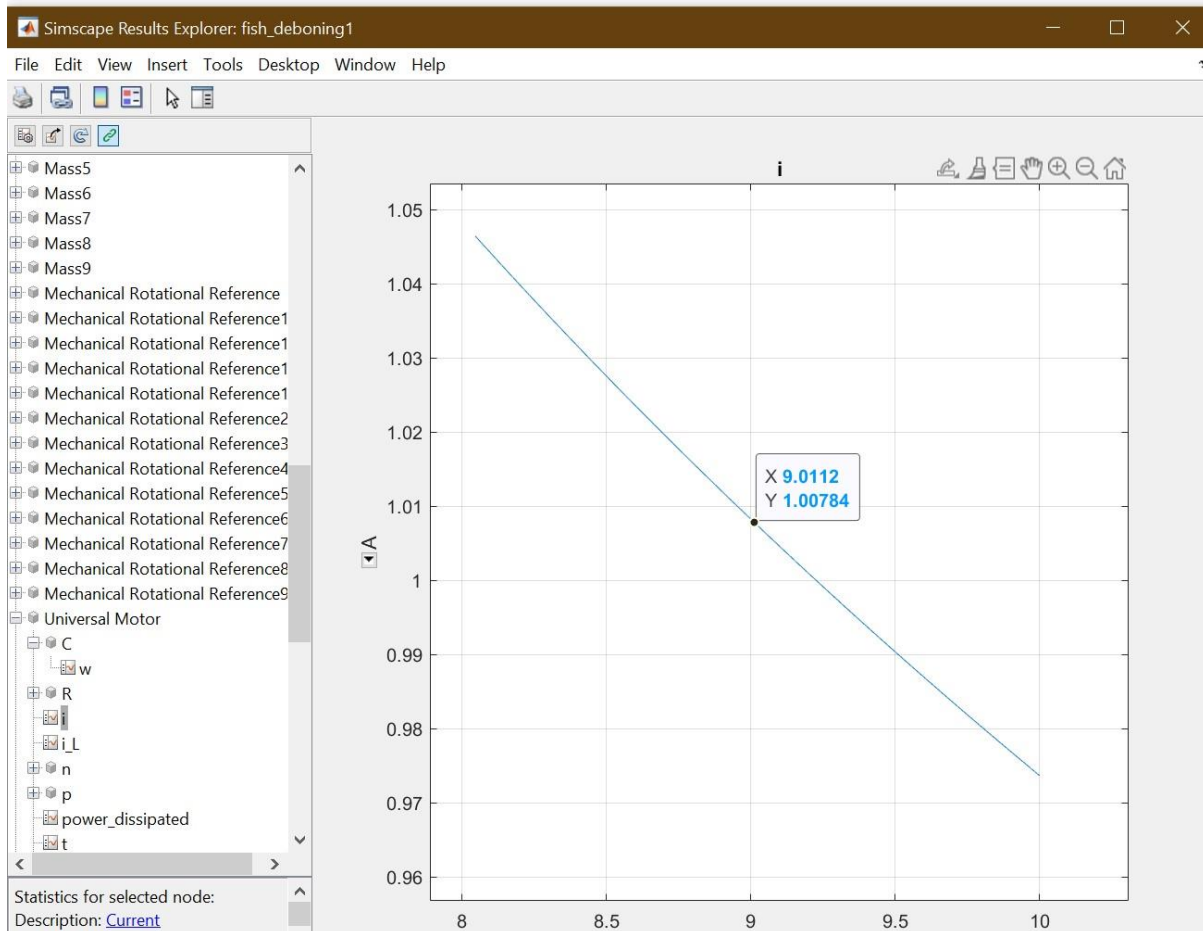 Simscape Results Explorer: fish_deboning1
File Edit View Insert Tools Desktop Window Help
Mass5
Mass6
Mass7
Mass8
Mass9
Mechanical Rotational Reference
Mechanical Rotational Reference1
Mechanical Rotational Reference1
Mechanical Rotational Reference1
Mechanical Rotational Reference1
Mechanical Rotational Reference2
Mechanical Rotational Reference3
Mechanical Rotational Reference4
Mechanical Rotational Reference5
Mechanical Rotational Reference6
Mechanical Rotational Reference7
Mechanical Rotational Reference8
Mechanical Rotational Reference9
Universal Motor
C
w
R
i
i_L
n
p
power_dissipated
t
Statistics for selected node:
Description: Current
i
1.05
1.04
1.03
1.02
1.01
1
0.99
0.98
0.97
0.96
A
X 9.0112
Y 1.00784
8 8.5 9 9.5 10